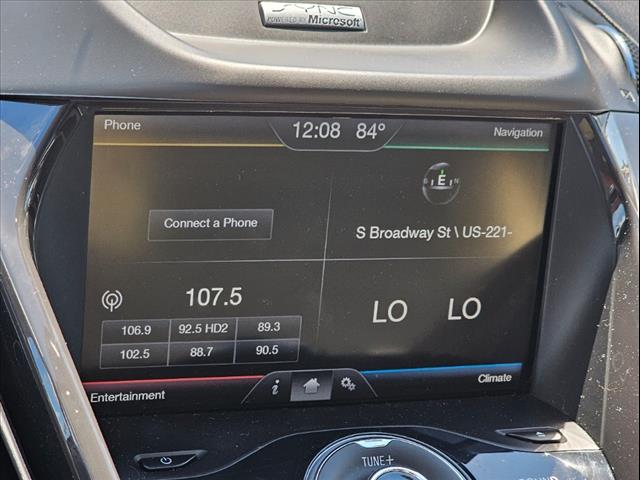 SYNC
POWERED BY Microsoft
Phone
12:08 84°
Navigation
E
Connect a Phone
S Broadway St \ US-221-
107.5
LO LO
106.9 92.5 HD2 89.3
102.5 88.7 90.5
Entertainment
i
Climate
TUNE+